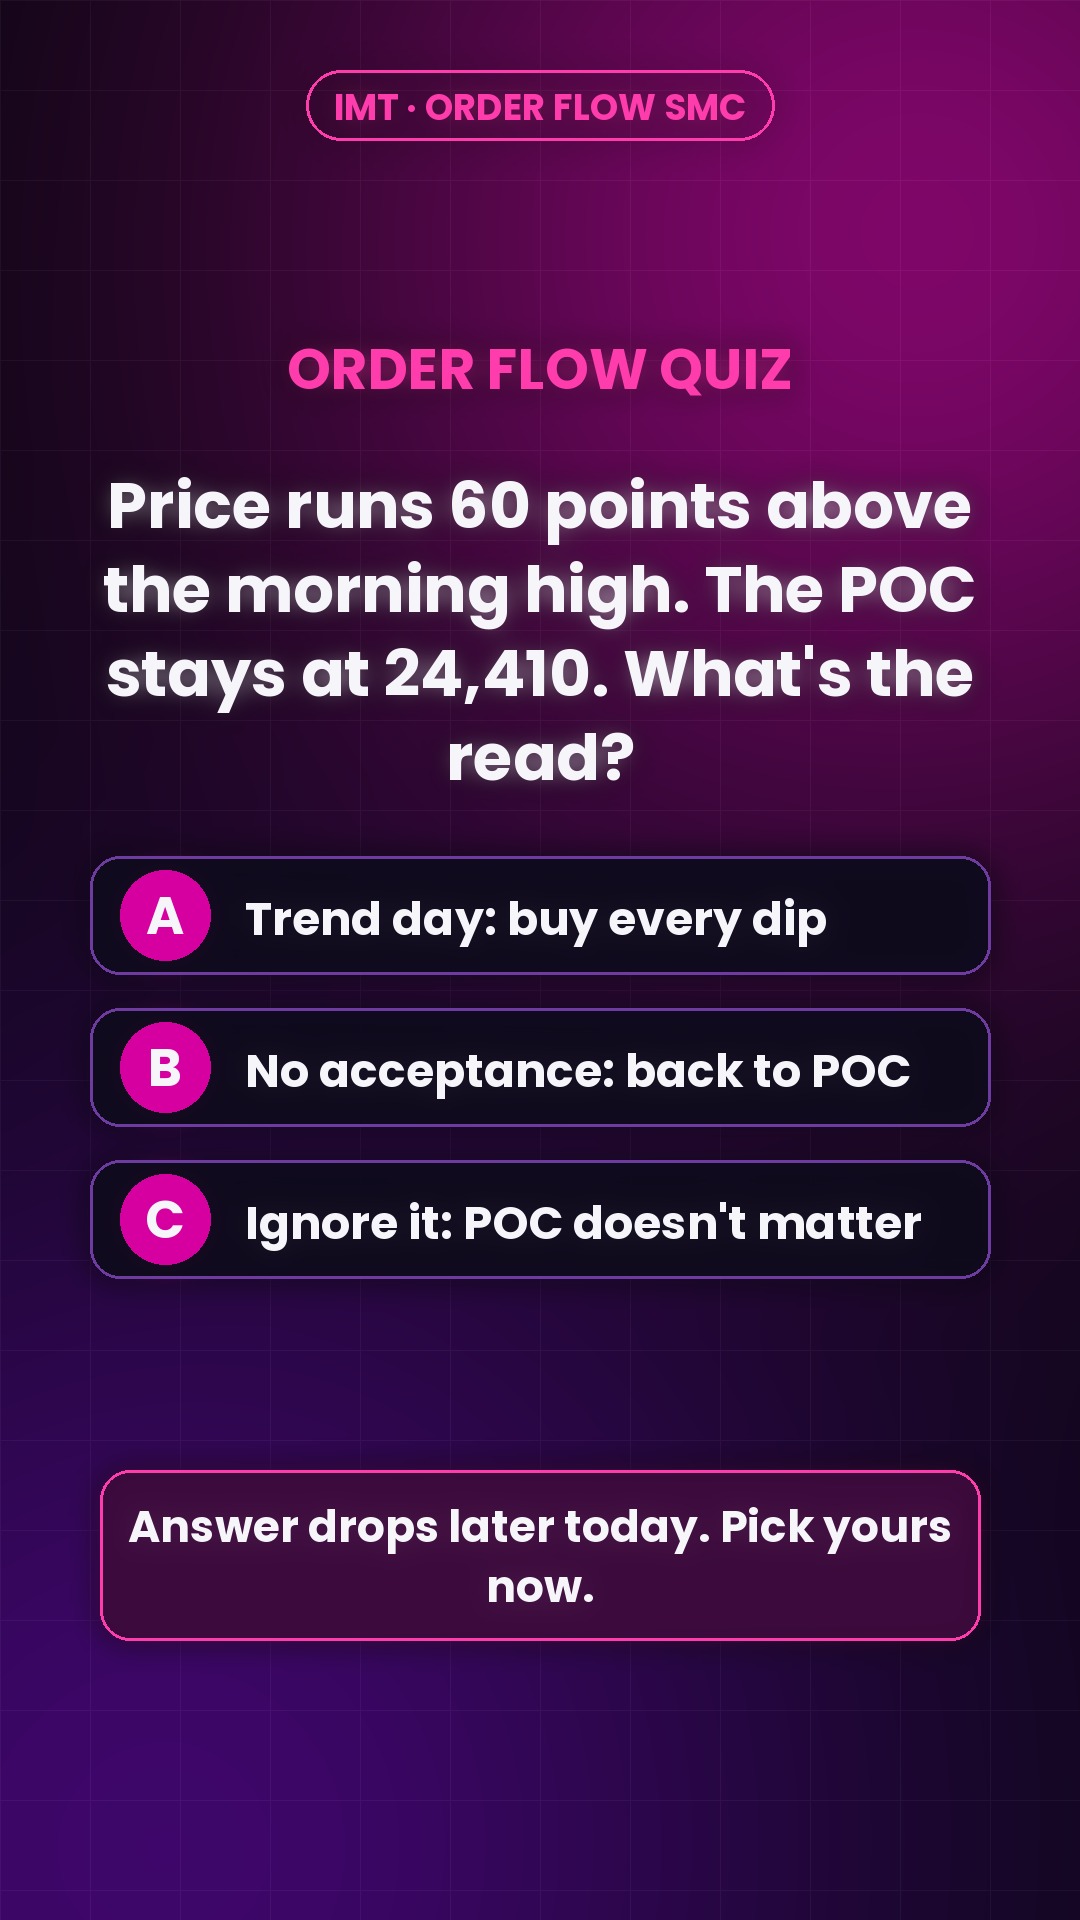 IMT · ORDER FLOW SMC
ORDER FLOW QUIZ
Price runs 60 points above
the morning high. The POC
stays at 24,410. What's the
read?
A Trend day: buy every dip
B No acceptance: back to POC
C Ignore it: POC doesn't matter
Answer drops later today. Pick yours
now.